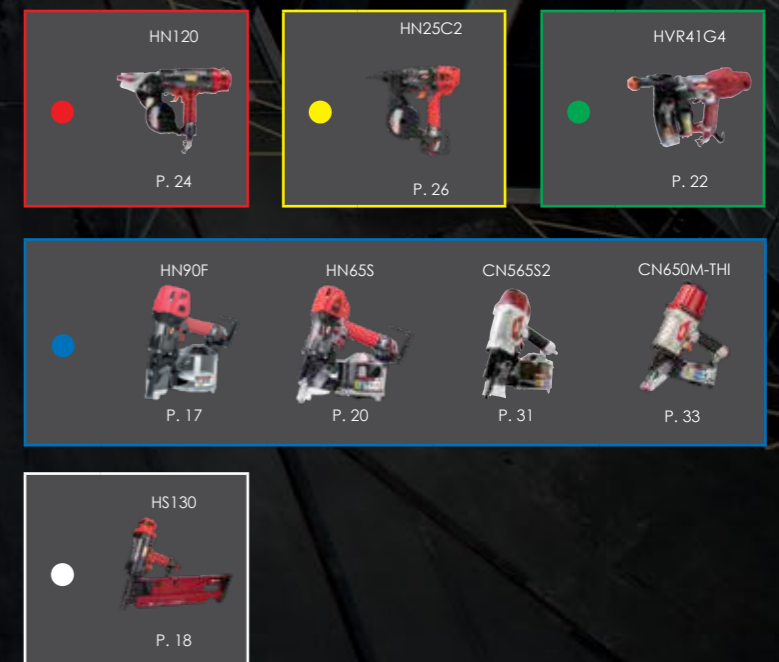 HN120
P. 24
HN25C2
P. 26
HVR41G4
P. 22
HN90F
P. 17
HN65S
P. 20
CN565S2
P. 31
CN650M-THI
P. 33
HS130
P. 18